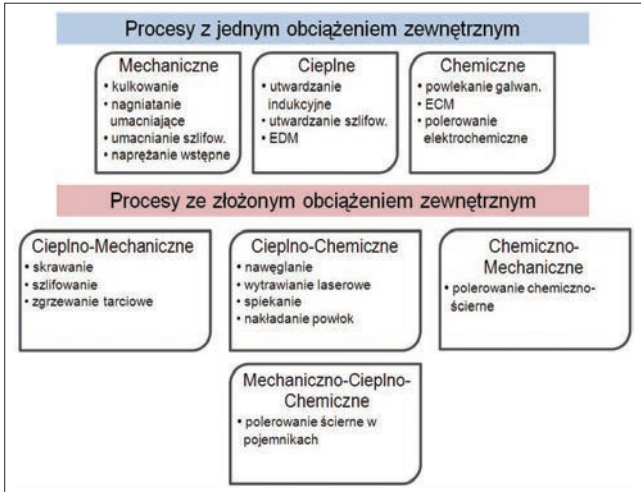 Procesy z jednym obciążeniem zewnętrznym
Mechaniczne
• kulkowanie
• nagniatanie
umacniające
• umacnianie szlifow.
• naprężanie wstępne
Cieplne
• utwardzanie
indukcyjne
• utwardzanie szlifow.
• EDM
Chemiczne
• powlekanie galwan.
• ECM
• polerowanie
elektrochemiczne
Procesy ze złożonym obciążeniem zewnętrznym
Cieplno-Mechaniczne
• skrawanie
• szlifowanie
• zgrzewanie tarciowe
Cieplno-Chemiczne
• nawęglanie
• wytrawianie laserowe
• spiekanie
• nakładanie powłok
Chemiczno-
Mechaniczne
• polerowanie chemiczno-
ścierne
Mechaniczno-Cieplno-
Chemiczne
• polerowanie ścierne w
pojemnikach